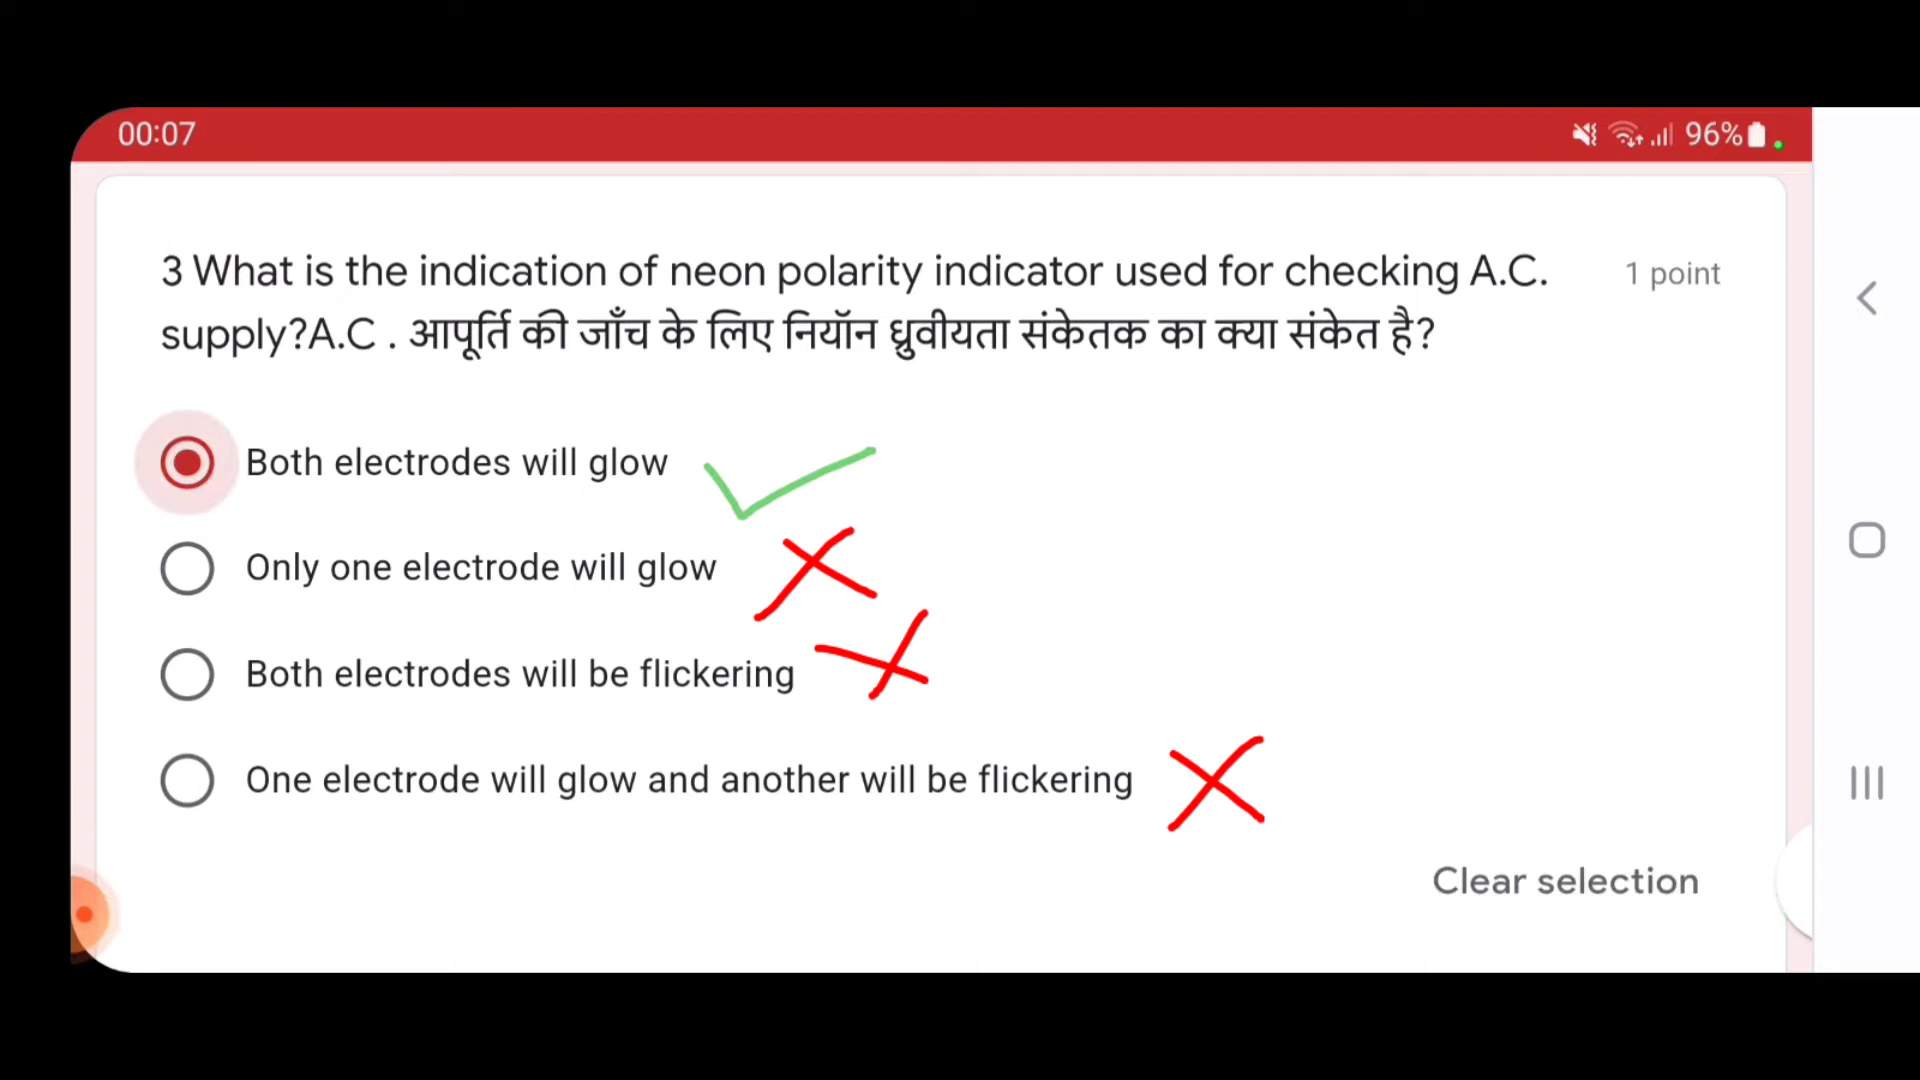 00:07
96%
3 What is the indication of neon polarity indicator used for checking A.C.
1 point
supply?A.C . आपूर्ति की जाँच के लिए नियॉन ध्रुवीयता संकेतक का क्या संकेत है?
Both electrodes will glow
Only one electrode will glow
Both electrodes will be flickering
One electrode will glow and another will be flickering
Clear selection